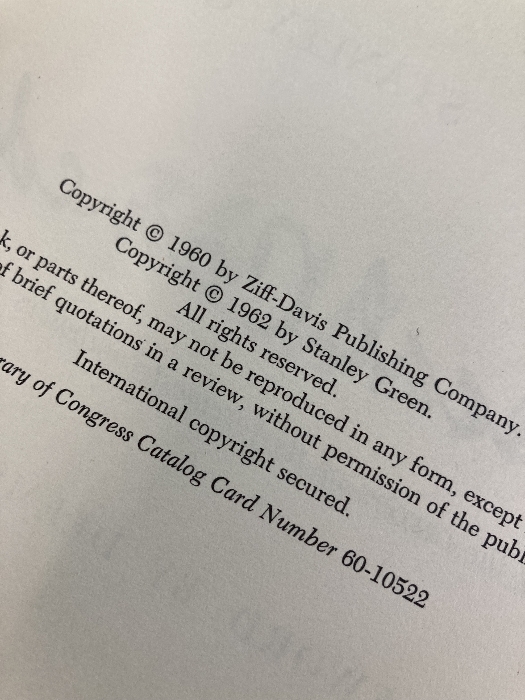 Copyright © 1960 by Ziff-Davis Publishing Company.
Copyright © 1962 by Stanley Green.
All rights reserved.
or parts thereof, may not be reproduced in any form, except
brief quotations in a review, without permission of the
International copyright secured.
of Congress Catalog Card Number 60-10522